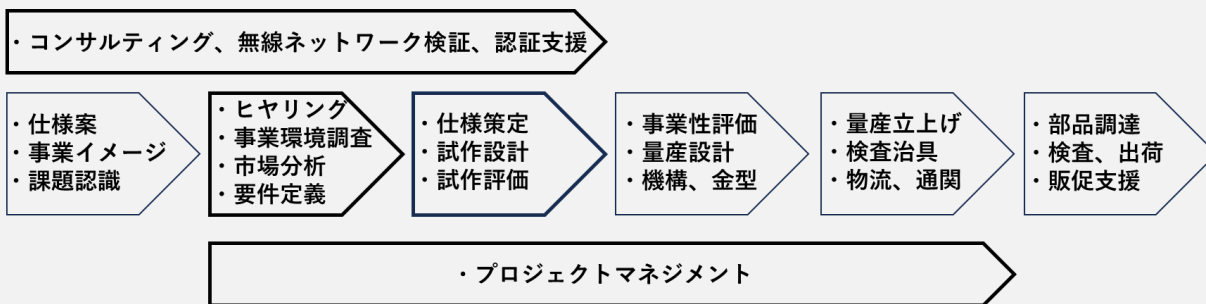 ・コンサルティング、無線ネットワーク検証、認証支援
・仕様案
・事業イメージ
・課題認識
・ヒヤリング
・事業環境調査
・市場分析
・要件定義
・仕様策定
・試作設計
・試作評価
・事業性評価
・量産設計
・機構、金型
・量産立上げ
・検査治具
・物流、通関
・部品調達
・検査、出荷
・販促支援
・プロジェクトマネジメント